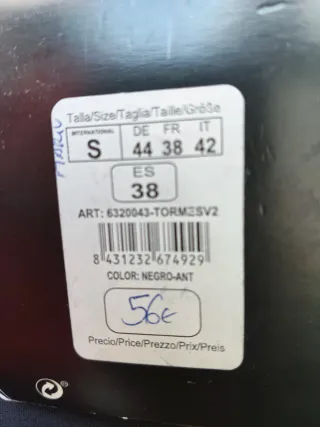 Talla/Size/Taglia/Taille/Größe
INTERNATIONAL
S
DE FR IT
44 38 42
ES
38
ART: 6320043-TORMESV2
8 431232 674929
COLOR: NEGRO-ANT
56€
Precio/Price/Prezzo/Prix/Preis